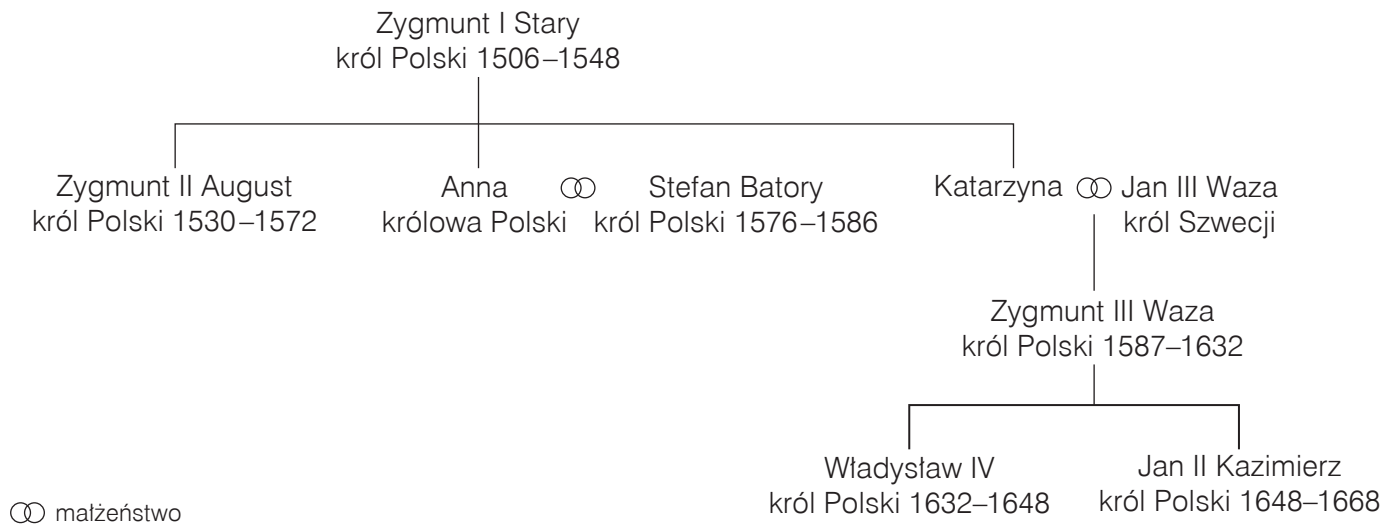 Zygmunt I Stary
król Polski 1506–1548
Zygmunt II August
król Polski 1530–1572
Anna
królowa Polski
Stefan Batory
król Polski 1576–1586
Katarzyna
Jan III Waza
król Szwecji
Zygmunt III Waza
król Polski 1587–1632
Władysław IV
król Polski 1632–1648
Jan II Kazimierz
król Polski 1648–1668
małżeństwo